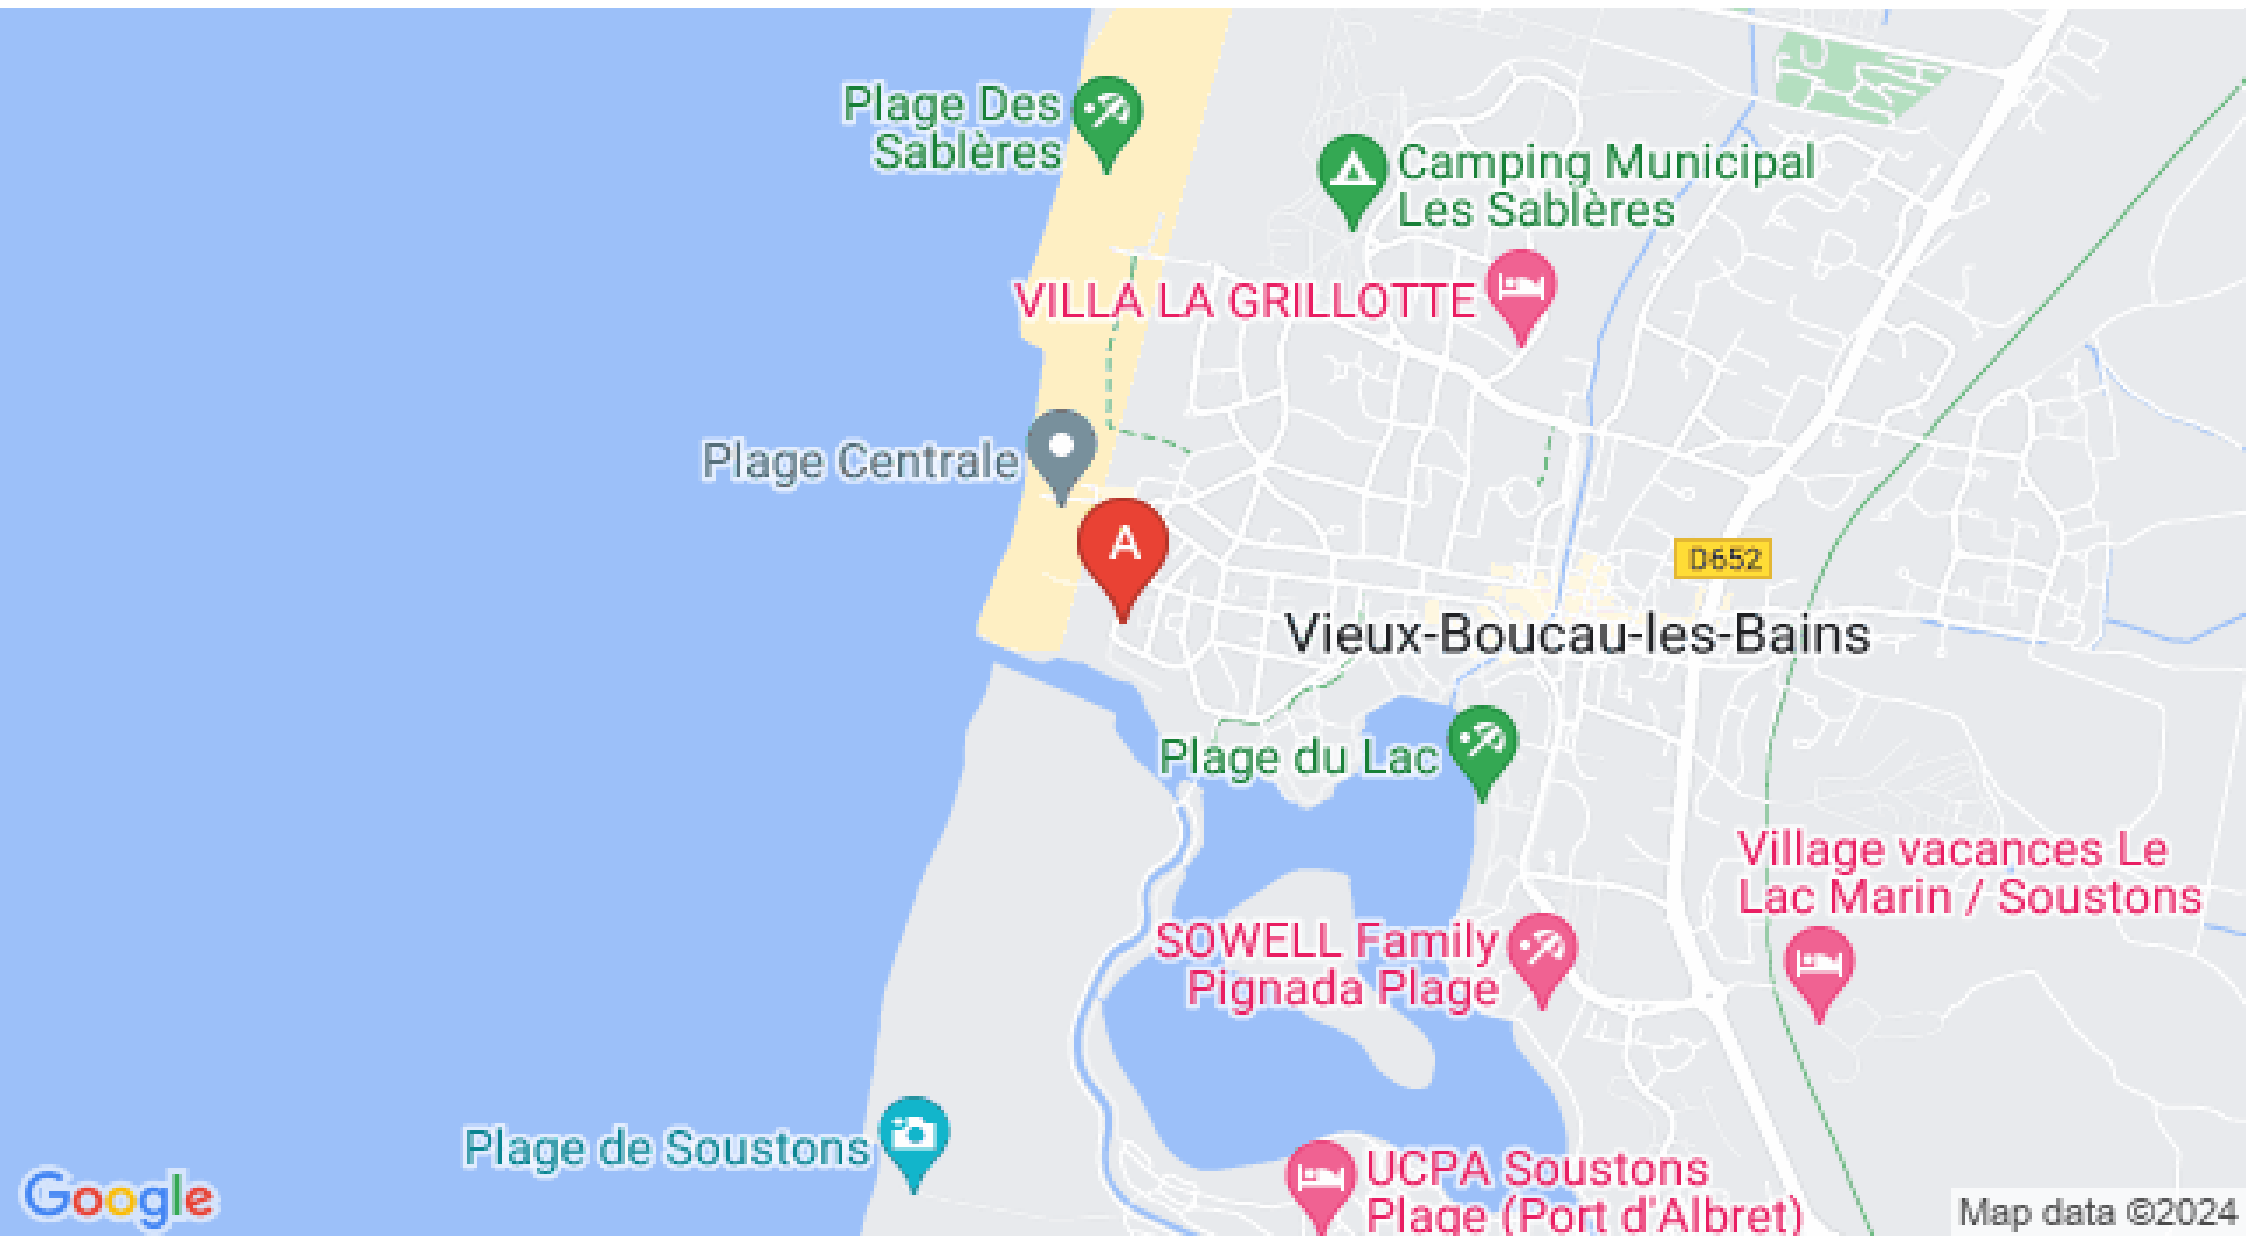 Plage Des
Sablères
Camping Municipal
Les Sablères
VILLA LA GRILLOTTE
Plage Centrale
A
D652
Vieux-Boucau-les-Bains
Plage du Lac
Village vacances Le
Lac Marin / Soustons
SOWELL Family
Pignada Plage
Plage de Soustons
UCPA Soustons
Plage (Port d'Albret)
Google
Map data ©2024